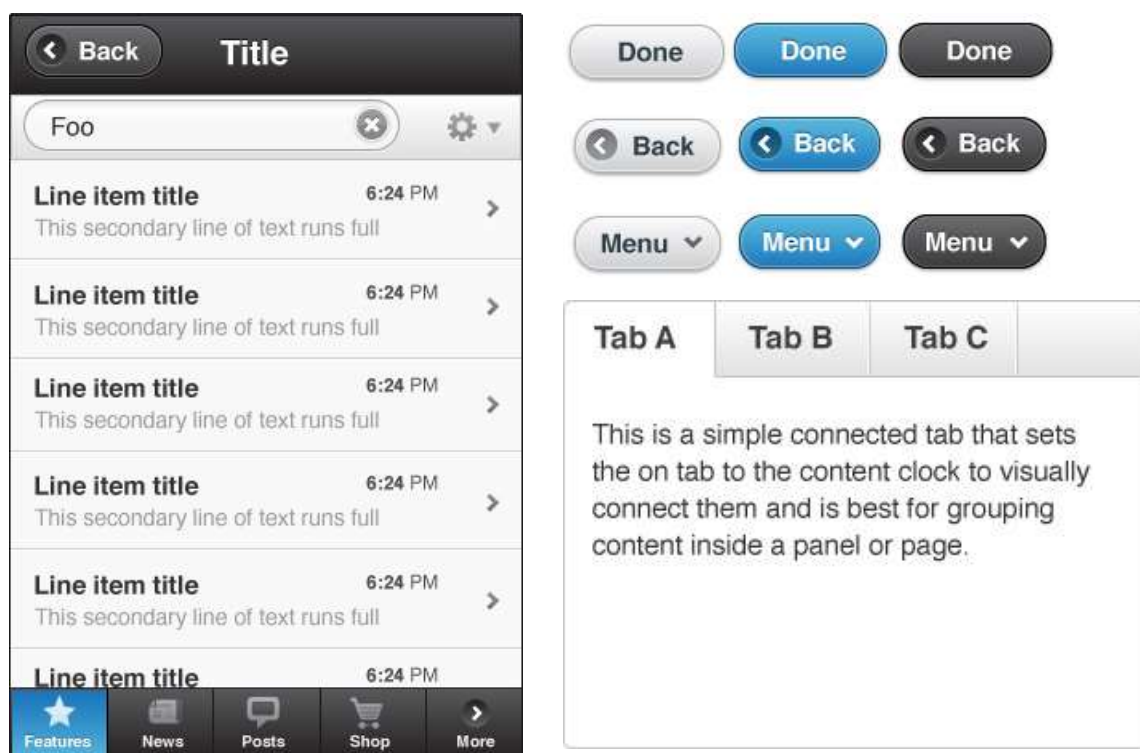 Back
Title
Foo
Line item title
6:24 PM
This secondary line of text runs full
Line item title
6:24 PM
This secondary line of text runs full
Line item title
6:24 PM
This secondary line of text runs full
Line item title
6:24 PM
This secondary line of text runs full
Line item title
6:24 PM
This secondary line of text runs full
Line item title
6:24 PM
Features
News
Posts
Shop
More
Done
Done
Done
Back
Back
Back
Menu
Menu
Menu
Tab A
Tab B
Tab C
This is a simple connected tab that sets
the on tab to the content clock to visually
connect them and is best for grouping
content inside a panel or page.